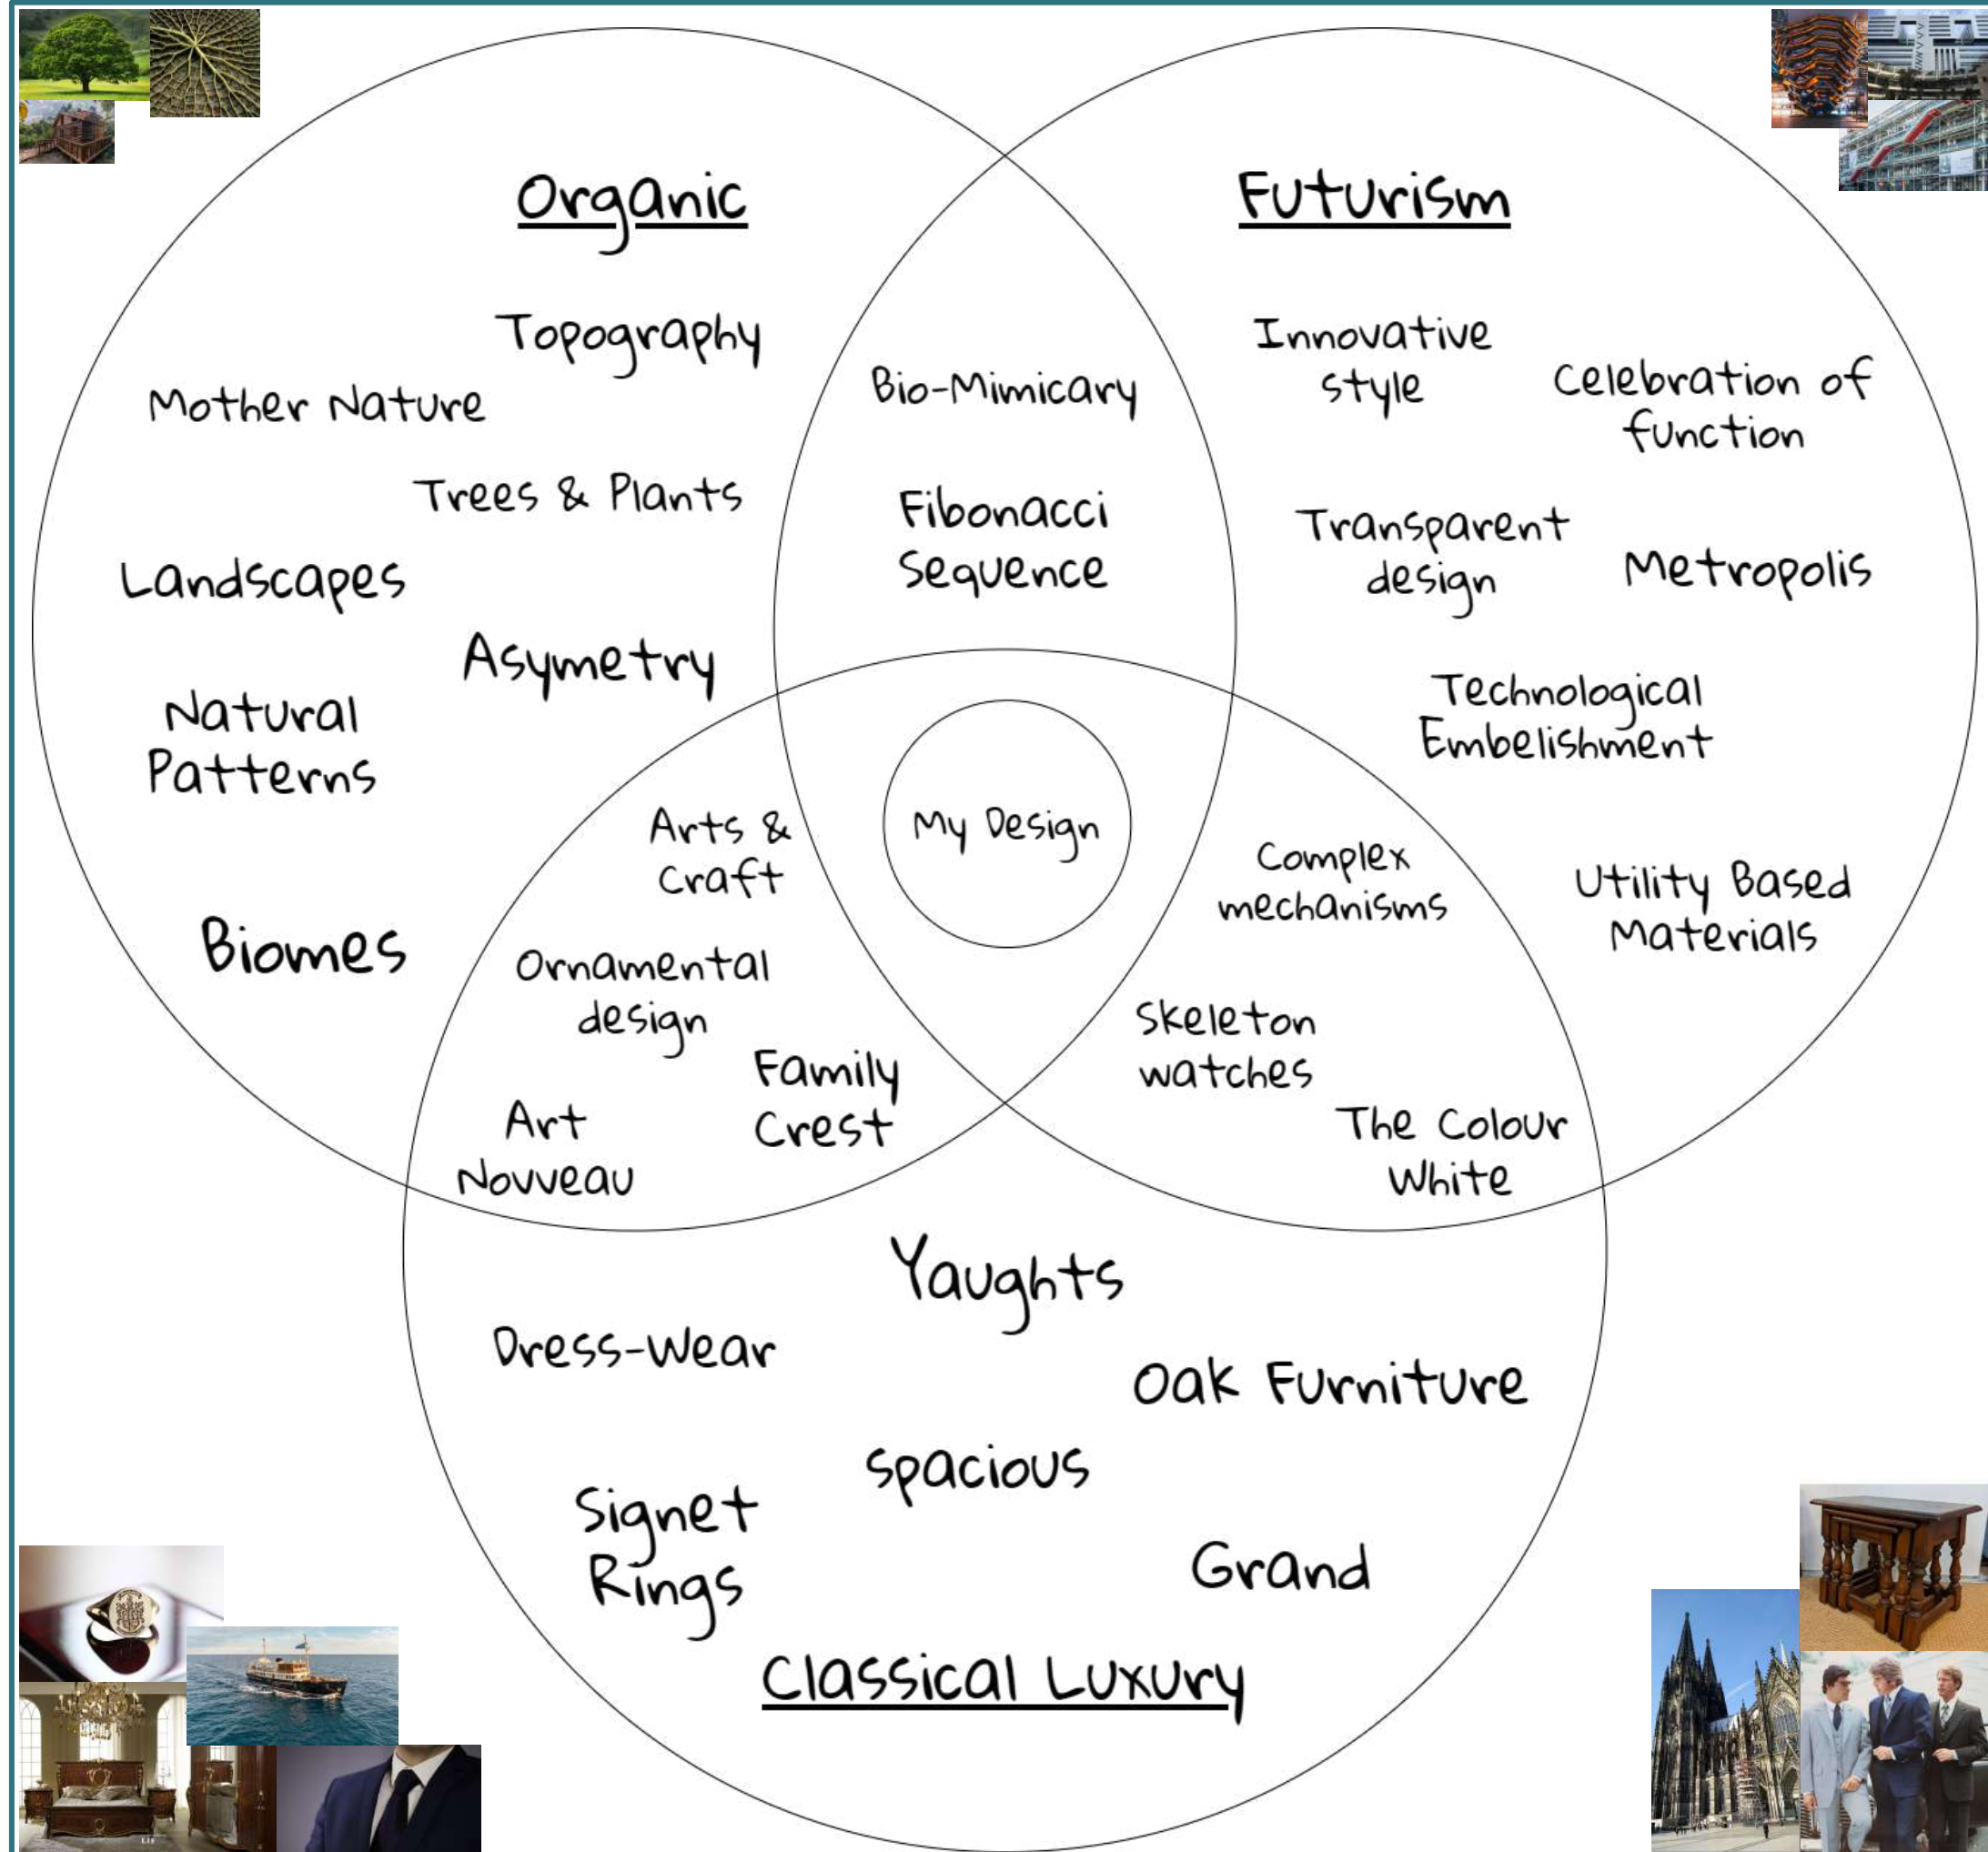 Organic
Futurism
Topography
Mother Nature
Trees & Plants
Landscapes
Asymetry
Natural
Patterns
Biomes
Bio-Mimicary
Fibonacci
Sequence
Innovative
style
Celebration of
function
Transparent
design
Metropolis
Technological
Embelishment
Utility Based
Materials
Arts &
Craft
Ornamental
design
Family
Crest
Art
Nouveau
My Design
Complex
mechanisms
Skeleton
watches
The Colour
White
Yaughts
Dress-Wear
Oak Furniture
Spacious
Signet
Rings
Grand
Classical Luxury